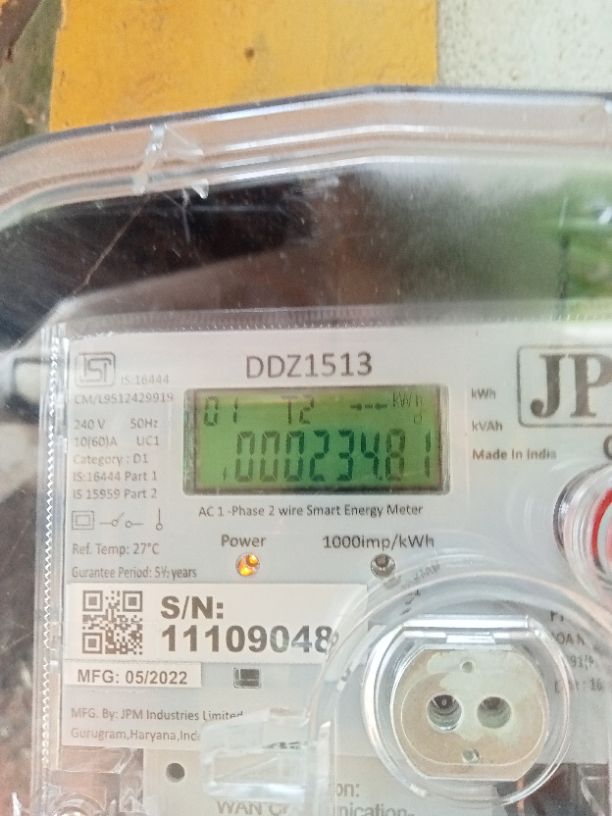 DDZ1513
IS:16444
CM/L9512429919
240 V 50Hz
10(60)A UC1
Category : D1
IS:16444 Part 1
IS 15959 Part 2
01 T2 kWh
.000234.81
kWh
kVAh
JP
Made In India
AC 1 -Phase 2 wire Smart Energy Meter
Ref. Temp: 27°C
Power 1000imp/kWh
Gurantee Period: 5½ years
S/N:
11109048
MFG: 05/2022
MFG. By: JPM Industries Limited
Gurugram,Haryana,